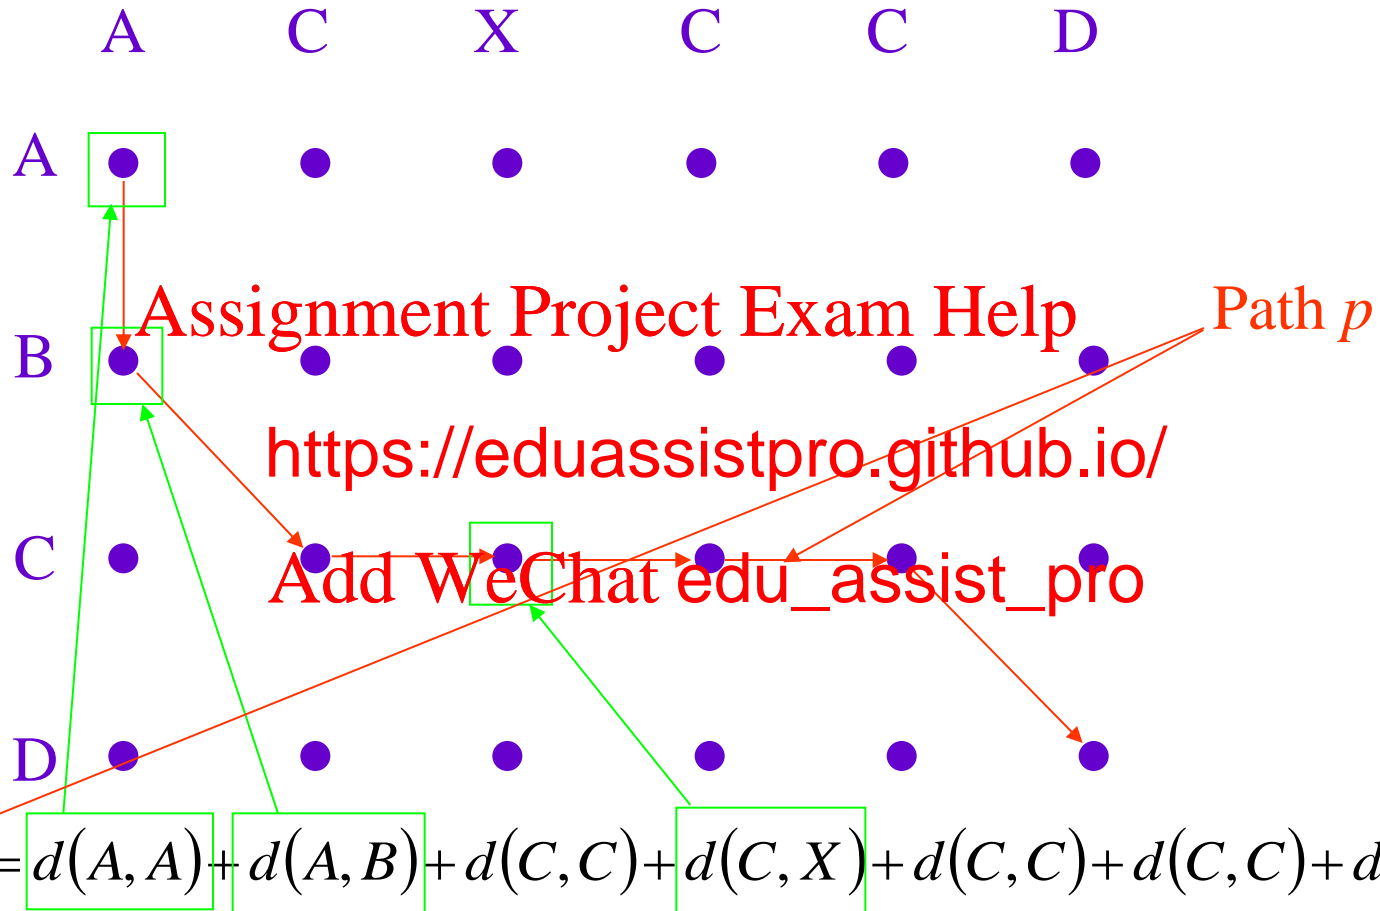 A C X C C D
A
Assignment Project Exam Help
Path p
B
https://eduassistpro.github.io/
C
Add WeChat edu_assist_pro
D
=d(A, A)+d(A, B)+d(C, C)+d(C, X)+d(C, C)+d(C, C)+d